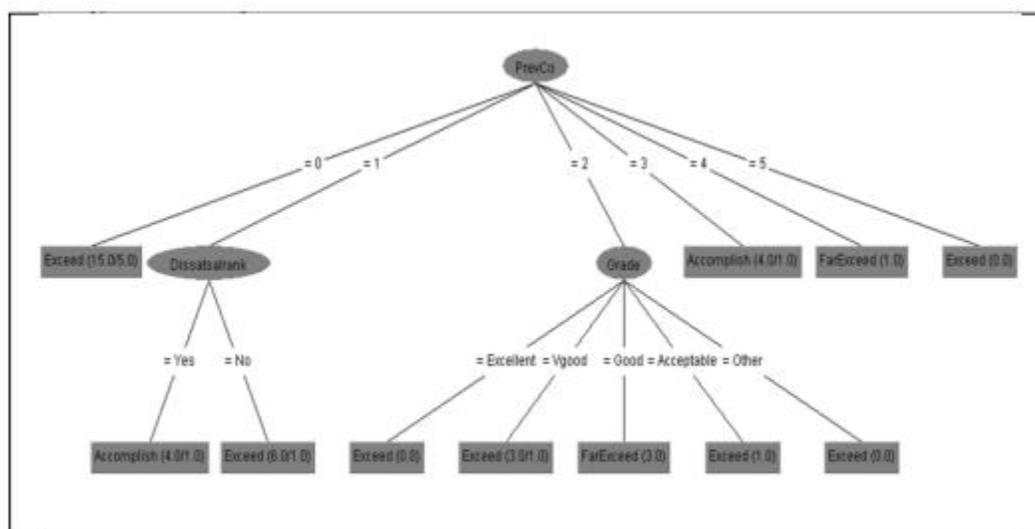 PrevCo
= 0 = 1 = 2 = 3 = 4 = 5
Exceed (15.0/5.0) Dissatsalrank Grade Accomplish (4.0/1.0) FarExceed (1.0) Exceed (0.0)
= Yes = No = Excellent = Vgood = Good = Acceptable = Other
Accomplish (4.0/1.0) Exceed (6.0/1.0) Exceed (0.0) Exceed (3.0/1.0) FarExceed (3.0) Exceed (1.0) Exceed (0.0)